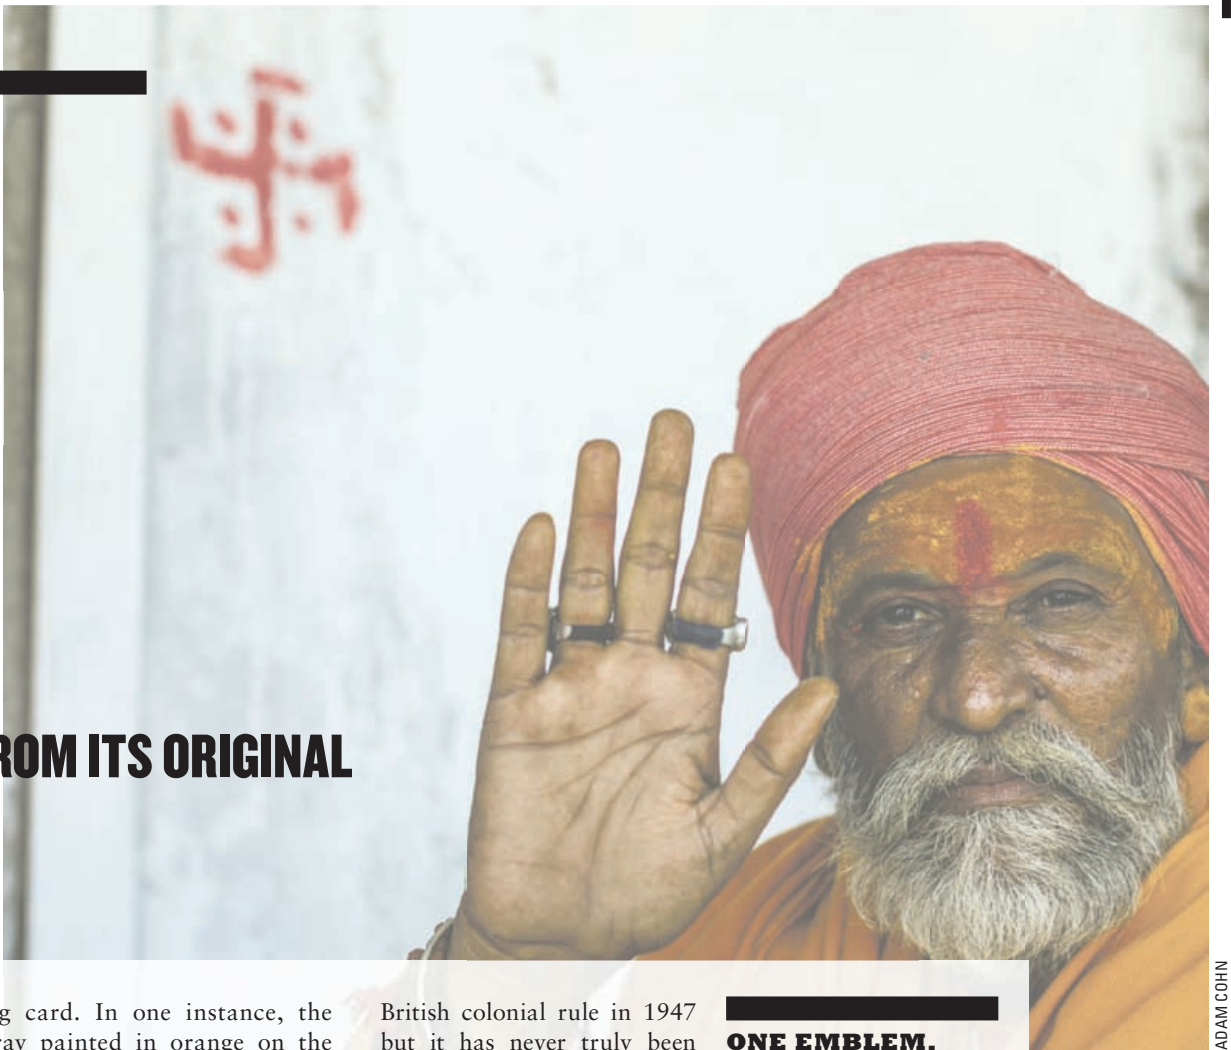 ROM ITS ORIGINAL
g card. In one instance, the
ray painted in orange on the
British colonial rule in 1947
but it has never truly been
ONE EMBLEM,
ADAM COHN